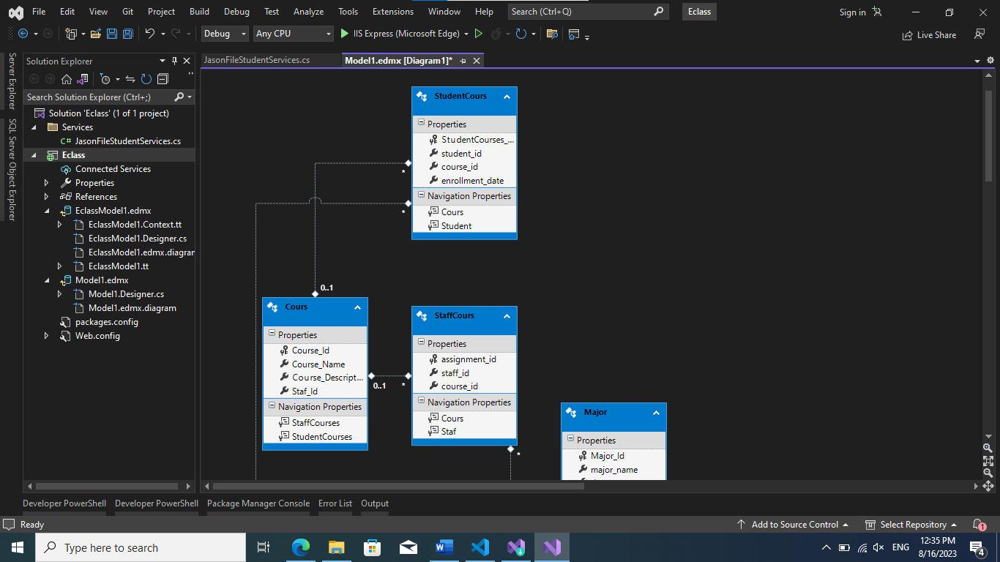 File Edit View Git Project Build Debug Test Analyze Tools Extensions Window Help Search (Ctrl+Q) Eclass Sign in
Debug Any CPU IIS Express (Microsoft Edge) Live Share
Server Explorer
SQL Server Object Explorer
Solution Explorer
Search Solution Explorer (Ctrl+;)
Solution 'Eclass' (1 of 1 project)
Services
C# JasonFileStudentServices.cs
Eclass
Connected Services
Properties
References
EclassModel1.edmx
EclassModel1.Context.tt
EclassModel1.Designer.cs
EclassModel1.edmx.diagram
EclassModel1.tt
Model1.edmx
Model1.Designer.cs
Model1.edmx.diagram
packages.config
Web.config
JasonFileStudentServices.cs Model1.edmx [Diagram1]*
StudentCours
Properties
StudentCourses_...
student_id
course_id
enrollment_date
Navigation Properties
Cours
Student
*
*
0..1
Cours
Properties
Course_Id
Course_Name
Course_Descript...
Staf_Id
Navigation Properties
StaffCourses
StudentCourses
0..1 *
StaffCours
Properties
assignment_id
staff_id
course_id
Navigation Properties
Cours
Staf
*
Major
Properties
Major_Id
major_name
Developer PowerShell Developer PowerShell Package Manager Console Error List Output
Ready Add to Source Control Select Repository 1
Type here to search ENG 12:35 PM
8/16/2023 4